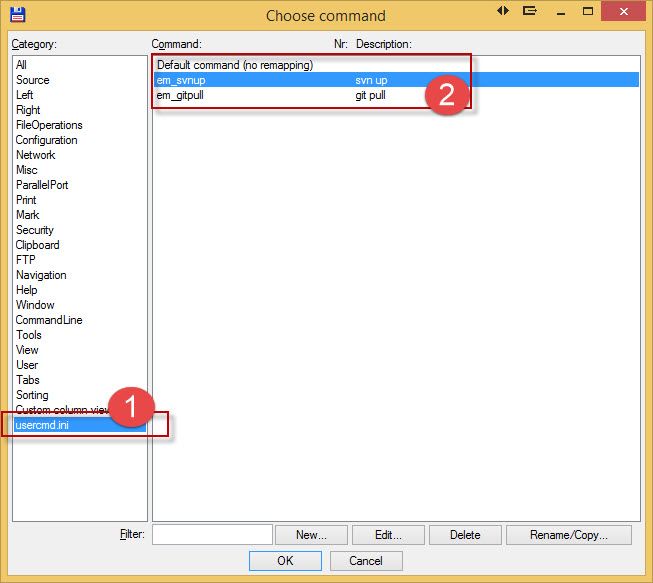 Choose command
Category:
Command: Nr: Description:
All
Source
Left
Right
FileOperations
Configuration
Network
Misc
ParallelPort
Print
Mark
Security
Clipboard
FTP
Navigation
Help
Window
CommandLine
Tools
View
User
Tabs
Sorting
Custom column view
usercmd.ini
1
Default command (no remapping)
em_svnup svn up
em_gitpull git pull
2
Filter:
New... Edit... Delete Rename/Copy...
OK Cancel